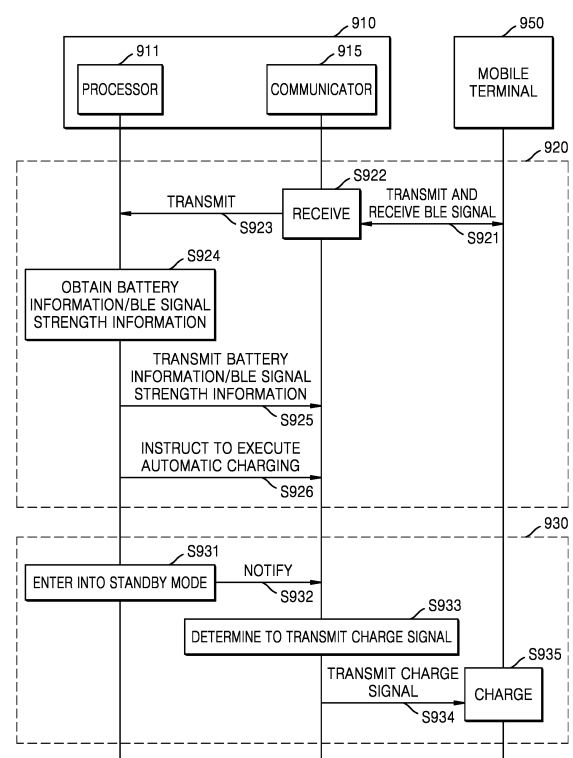 910
911
915
950
PROCESSOR
COMMUNICATOR
MOBILE
TERMINAL
920
S922
TRANSMIT
RECEIVE
TRANSMIT AND
RECEIVE BLE SIGNAL
S923
S921
S924
OBTAIN BATTERY
INFORMATION/BLE SIGNAL
STRENGTH INFORMATION
TRANSMIT BATTERY
INFORMATION/BLE SIGNAL
STRENGTH INFORMATION
S925
INSTRUCT TO EXECUTE
AUTOMATIC CHARGING
S926
930
S931
ENTER INTO STANDBY MODE
NOTIFY
S932
S933
DETERMINE TO TRANSMIT CHARGE SIGNAL
S935
TRANSMIT CHARGE
SIGNAL
CHARGE
S934